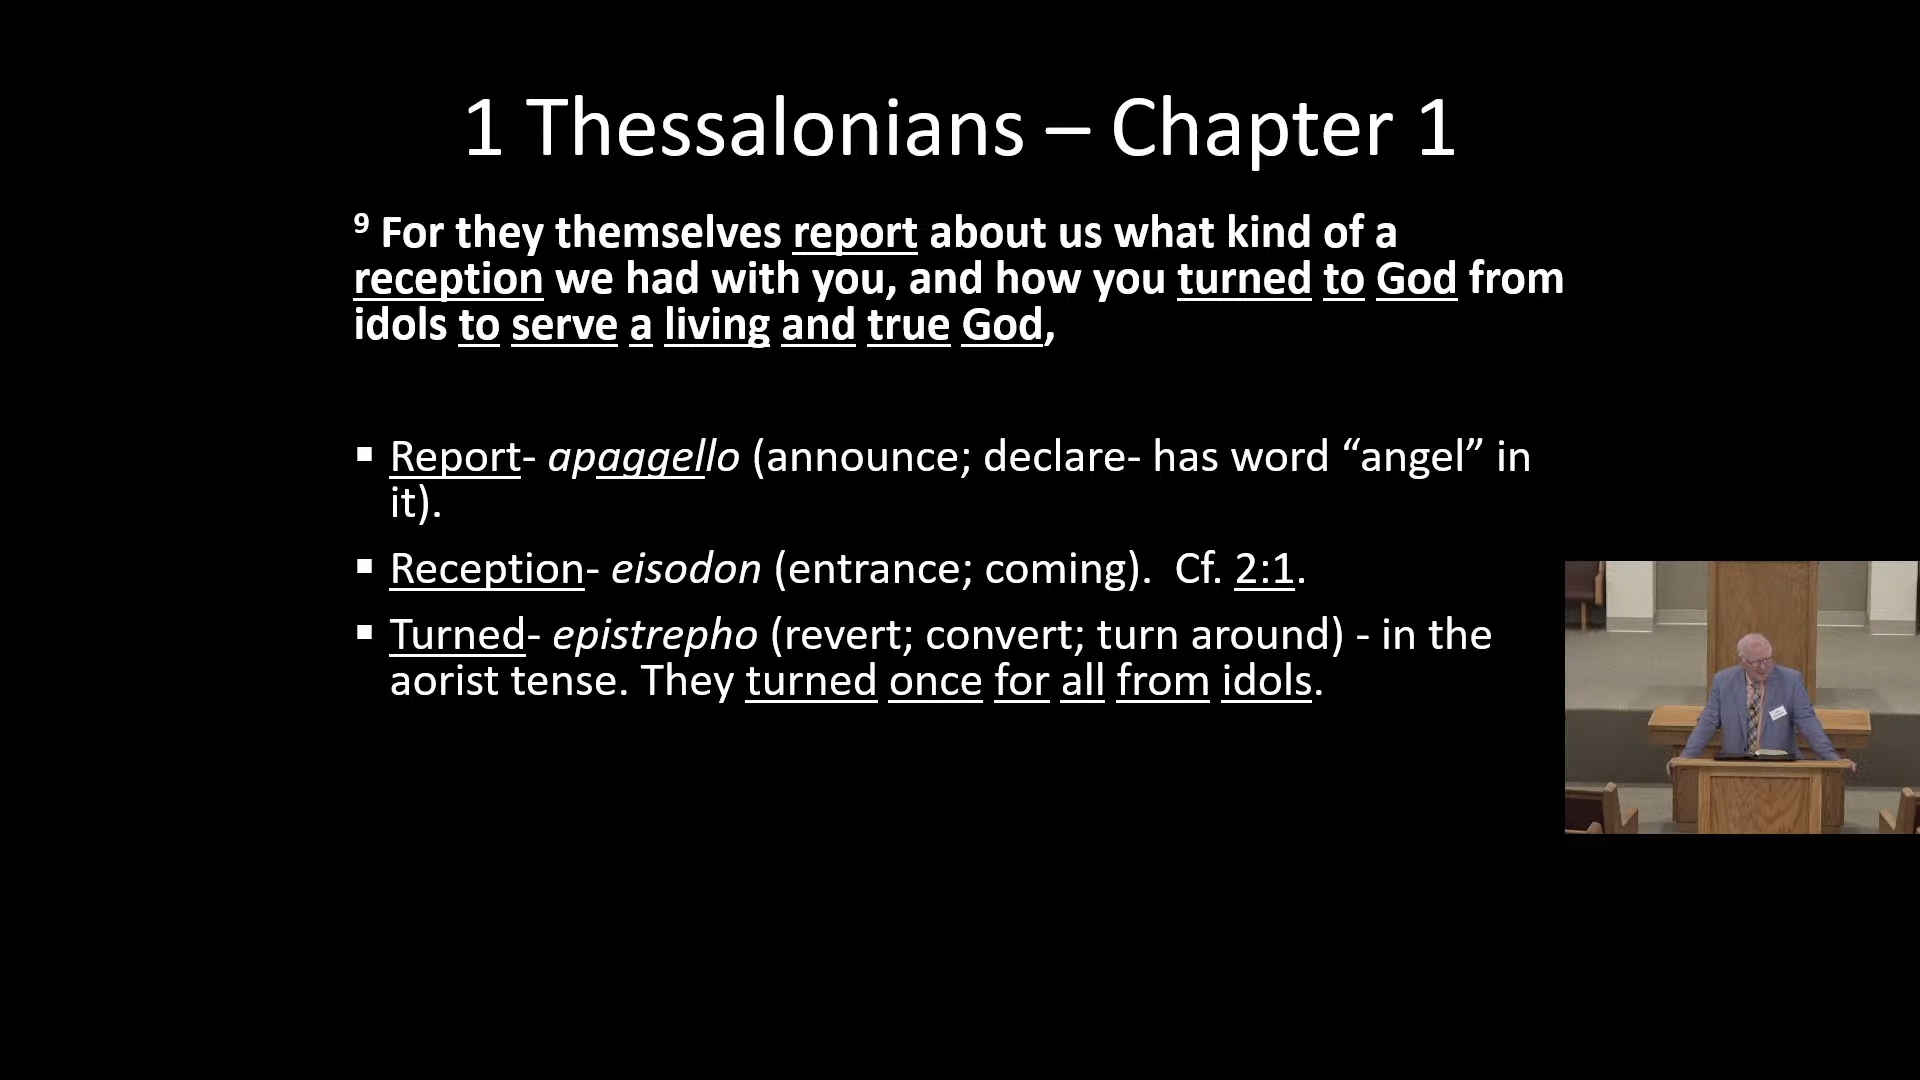 1 Thessalonians – Chapter 1
9 For they themselves report about us what kind of a
reception we had with you, and how you turned to God from
idols to serve a living and true God,
▪ Report- apaggello (announce; declare- has word “angel” in
it).
▪ Reception- eisodon (entrance; coming).  Cf. 2:1.
▪ Turned- epistrepho (revert; convert; turn around) - in the
aorist tense. They turned once for all from idols.